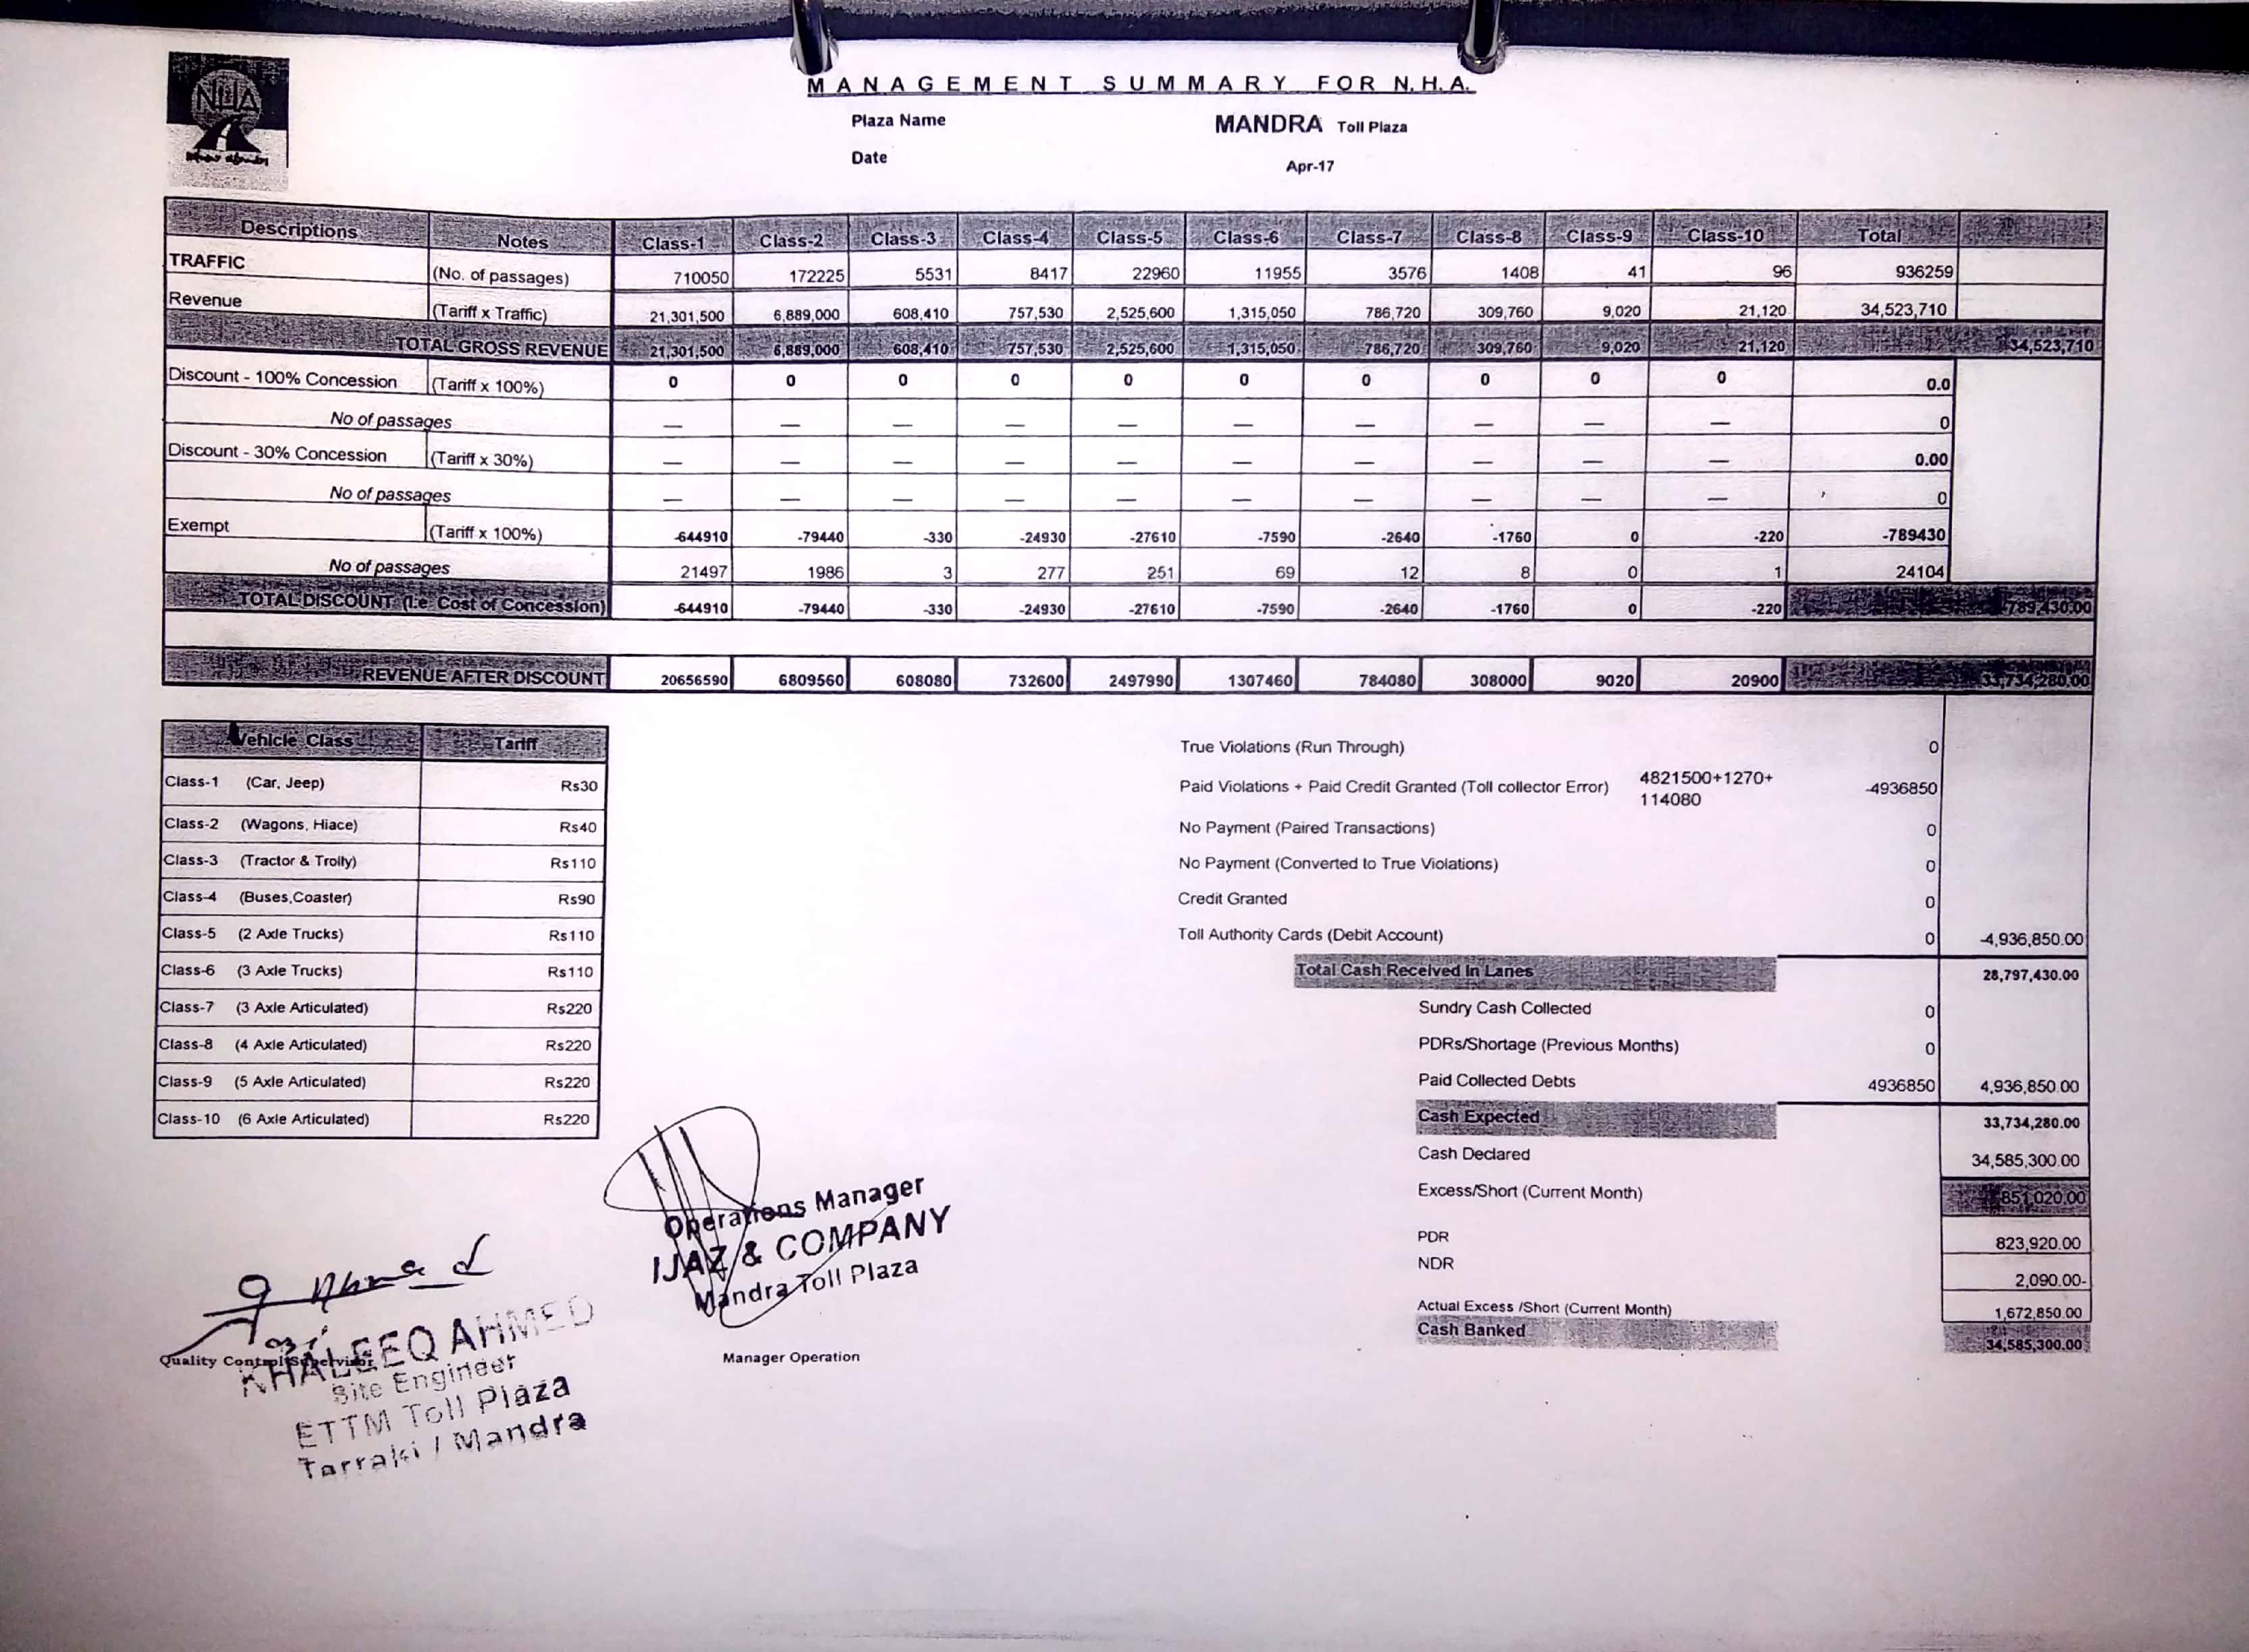 NHA
MANAGEMENT SUMMARY FOR N.H.A.
Plaza Name MANDRA Toll Plaza
Date Apr-17
Descriptions Notes Class-1 Class-2 Class-3 Class-4 Class-5 Class-6 Class-7 Class-8 Class-9 Class-10 Total
TRAFFIC (No. of passages) 710050 172225 5531 8417 22960 11955 3576 1408 41 96 936259
Revenue (Tariff x Traffic) 21,301,500 6,889,000 608,410 757,530 2,525,600 1,315,050 786,720 309,760 9,020 21,120 34,523,710
TOTAL GROSS REVENUE 21,301,500 6,889,000 608,410 757,530 2,525,600 1,315,050 786,720 309,760 9,020 21,120 34,523,710
Discount - 100% Concession (Tariff x 100%) 0 0 0 0 0 0 0 0 0 0 0.0
No of passages — — — — — — — — — — 0
Discount - 30% Concession (Tariff x 30%) — — — — — — — — — — 0.00
No of passages — — — — — — — — — — 0
Exempt (Tariff x 100%) -644910 -79440 -330 -24930 -27610 -7590 -2640 -1760 0 -220 -789430
No of passages 21497 1986 3 277 251 69 12 8 0 1 24104
TOTAL DISCOUNT (i.e. Cost of Concession) -644910 -79440 -330 -24930 -27610 -7590 -2640 -1760 0 -220 -789,430.00
REVENUE AFTER DISCOUNT 20656590 6809560 608080 732600 2497990 1307460 784080 308000 9020 20900 33,734,280.00
Vehicle Class Tariff
Class-1 (Car, Jeep) Rs30
Class-2 (Wagons, Hiace) Rs40
Class-3 (Tractor & Trolly) Rs110
Class-4 (Buses,Coaster) Rs90
Class-5 (2 Axle Trucks) Rs110
Class-6 (3 Axle Trucks) Rs110
Class-7 (3 Axle Articulated) Rs220
Class-8 (4 Axle Articulated) Rs220
Class-9 (5 Axle Articulated) Rs220
Class-10 (6 Axle Articulated) Rs220
True Violations (Run Through) 0
Paid Violations + Paid Credit Granted (Toll collector Error) 4821500+1270+
114080 -4936850
No Payment (Paired Transactions) 0
No Payment (Converted to True Violations) 0
Credit Granted 0
Toll Authority Cards (Debit Account) 0 -4,936,850.00
Total Cash Received In Lanes 28,797,430.00
Sundry Cash Collected 0
PDRs/Shortage (Previous Months) 0
Paid Collected Debts 4936850 4,936,850.00
Cash Expected 33,734,280.00
Cash Declared 34,585,300.00
Excess/Short (Current Month) 851,020.00
PDR 823,920.00
NDR 2,090.00-
Actual Excess /Short (Current Month) 1,672,850.00
Cash Banked 34,585,300.00
Operations Manager
IJAZ & COMPANY
Mandra Toll Plaza
Manager Operation
Quality Control Supervisor
KHALEEQ AHMED
Site Engineer
ETTM Toll Plaza
Tarraki / Mandra